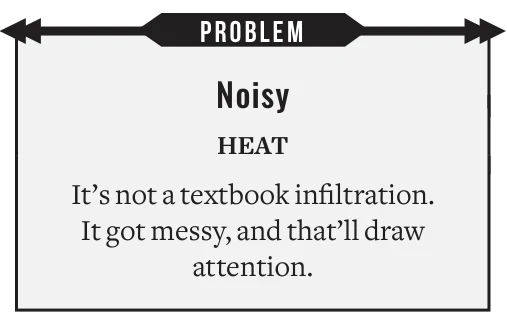 PROBLEM
Noisy
HEAT
It’s not a textbook infiltration.
It got messy, and that’ll draw
attention.